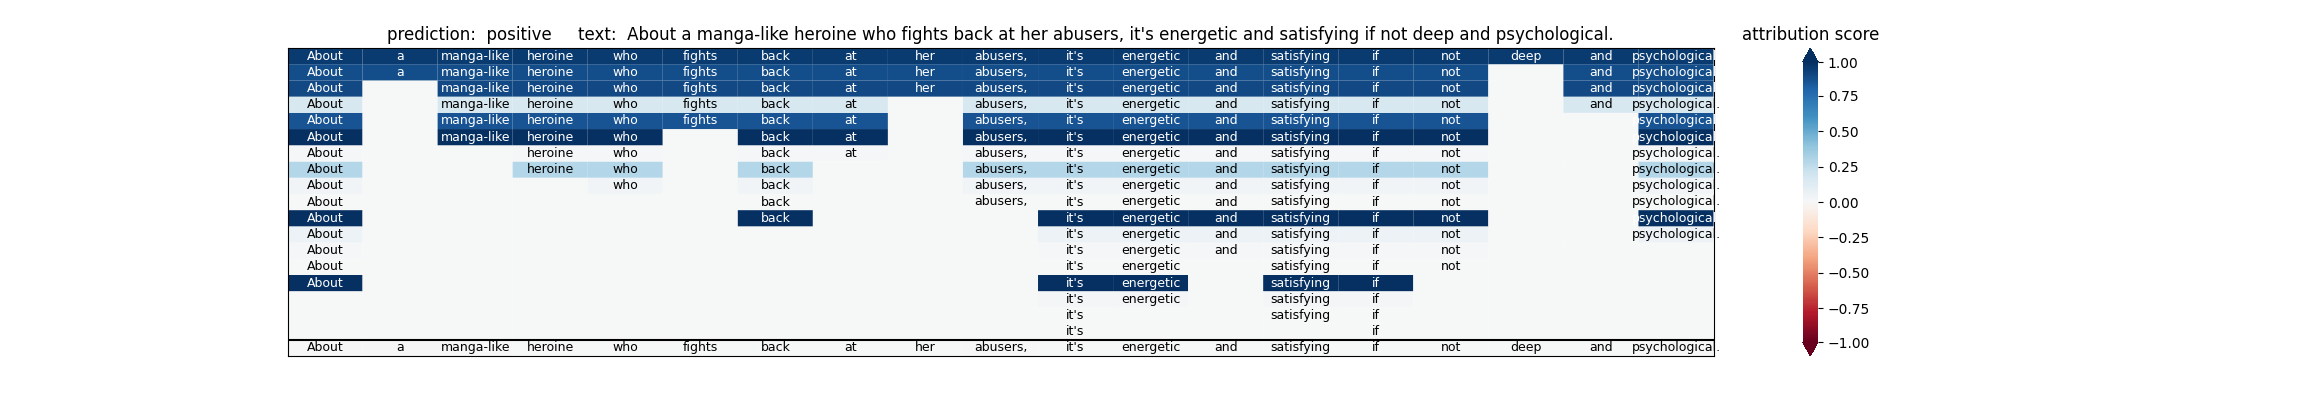 prediction:  positive     text:  About a manga-like heroine who fights back at her abusers, it's energetic and satisfying if not deep and psychological.
attribution score
About a manga-like heroine who fights back at her abusers, it's energetic and satisfying if not deep and psychological.
About a manga-like heroine who fights back at her abusers, it's energetic and satisfying if not and psychological.
About manga-like heroine who fights back at her abusers, it's energetic and satisfying if not and psychological.
About manga-like heroine who fights back at abusers, it's energetic and satisfying if not and psychological.
About manga-like heroine who fights back at abusers, it's energetic and satisfying if not psychological
About manga-like heroine who back at abusers, it's energetic and satisfying if not psychological
About heroine who back at abusers, it's energetic and satisfying if not psychological.
About heroine who back abusers, it's energetic and satisfying if not psychological.
About who back abusers, it's energetic and satisfying if not psychological.
About back abusers, it's energetic and satisfying if not psychological.
About back it's energetic and satisfying if not psychological
About it's energetic and satisfying if not psychological.
About it's energetic and satisfying if not
About it's energetic satisfying if not
About it's energetic satisfying if
it's energetic satisfying if
it's satisfying if
it's if
About a manga-like heroine who fights back at her abusers, it's energetic and satisfying if not deep and psychological.
1.00
0.75
0.50
0.25
0.00
−0.25
−0.50
−0.75
−1.00